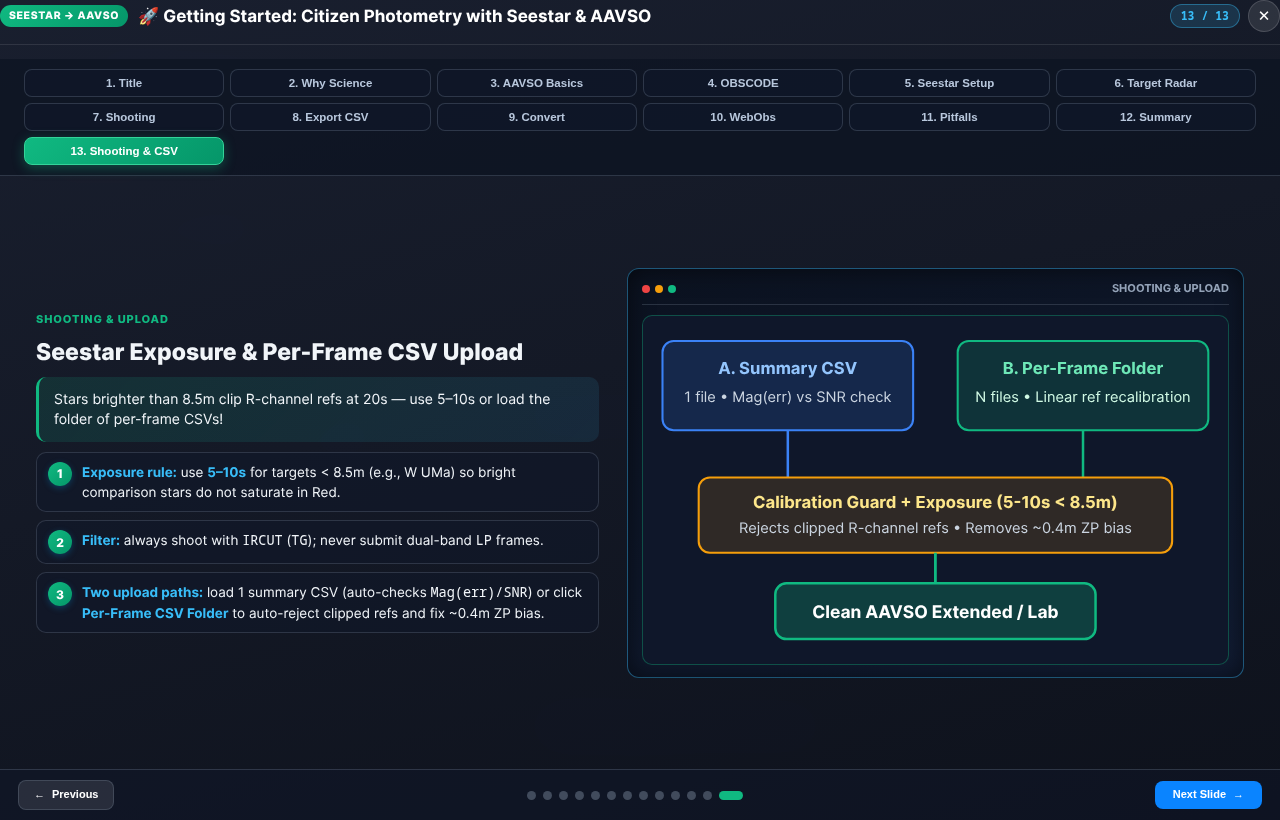 SEESTAR → AAVSO
🚀 Getting Started: Citizen Photometry with Seestar & AAVSO
13 / 13
✕
1. Title
2. Why Science
3. AAVSO Basics
4. OBSCODE
5. Seestar Setup
6. Target Radar
7. Shooting
8. Export CSV
9. Convert
10. WebObs
11. Pitfalls
12. Summary
13. Shooting & CSV
SHOOTING & UPLOAD
Seestar Exposure & Per-Frame CSV Upload
Stars brighter than 8.5m clip R-channel refs at 20s — use 5–10s or load the
folder of per-frame CSVs!
1
Exposure rule: use 5–10s for targets < 8.5m (e.g., W UMa) so bright
comparison stars do not saturate in Red.
2
Filter: always shoot with IRCUT (TG); never submit dual-band LP frames.
3
Two upload paths: load 1 summary CSV (auto-checks Mag(err)/SNR) or click
Per-Frame CSV Folder to auto-reject clipped refs and fix ~0.4m ZP bias.
SHOOTING & UPLOAD
A. Summary CSV
1 file • Mag(err) vs SNR check
B. Per-Frame Folder
N files • Linear ref recalibration
Calibration Guard + Exposure (5-10s < 8.5m)
Rejects clipped R-channel refs • Removes ~0.4m ZP bias
Clean AAVSO Extended / Lab
← Previous
Next Slide →